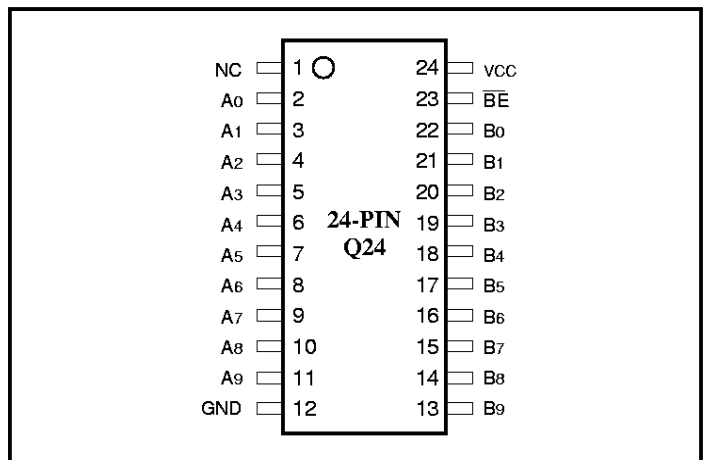 NC 1 24 VCC
A0 2 23 B̅E̅
A1 3 22 B0
A2 4 21 B1
A3 5 20 B2
A4 6 24-PIN 19 B3
A5 7 Q24 18 B4
A6 8 17 B5
A7 9 16 B6
A8 10 15 B7
A9 11 14 B8
GND 12 13 B9